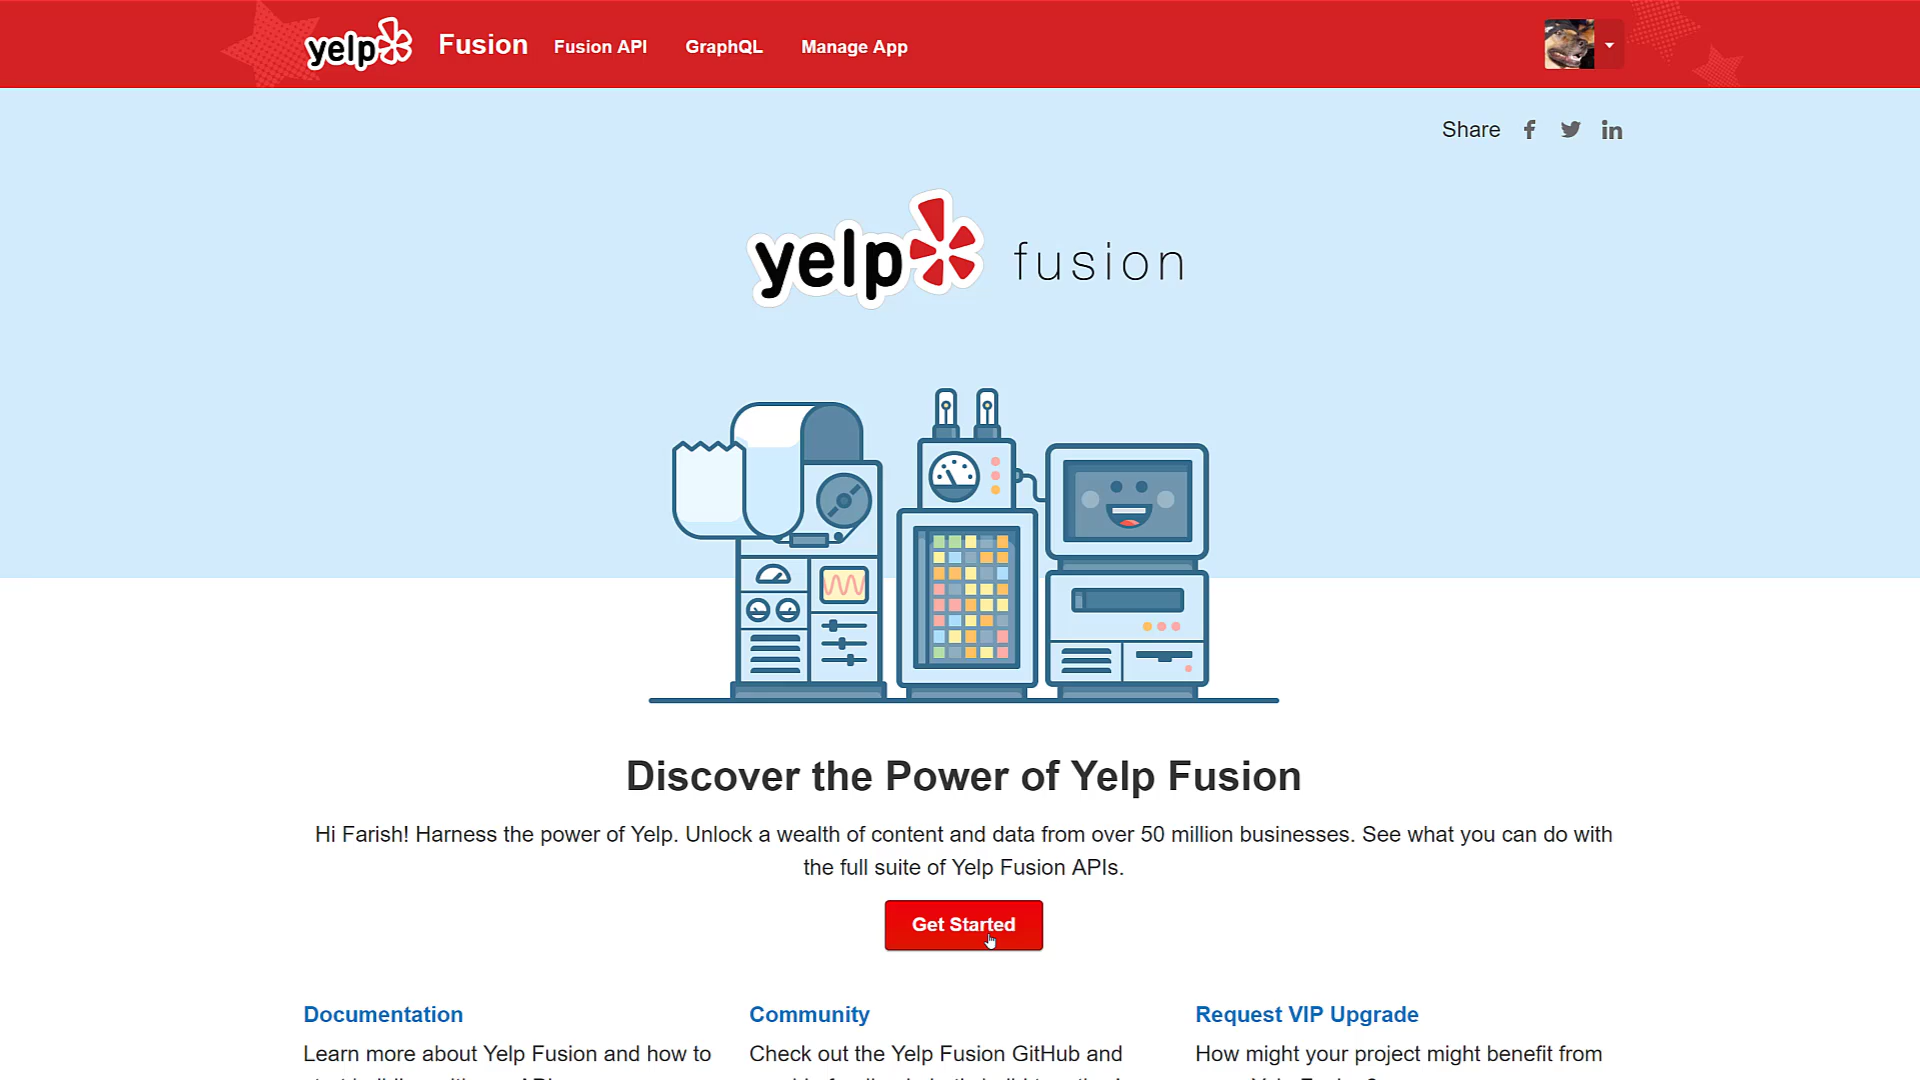 yelp Fusion Fusion API GraphQL Manage App
Share
yelp fusion
Discover the Power of Yelp Fusion
Hi Farish! Harness the power of Yelp. Unlock a wealth of content and data from over 50 million businesses. See what you can do with
the full suite of Yelp Fusion APIs.
Get Started
Documentation
Learn more about Yelp Fusion and how to
Community
Check out the Yelp Fusion GitHub and
Request VIP Upgrade
How might your project might benefit from